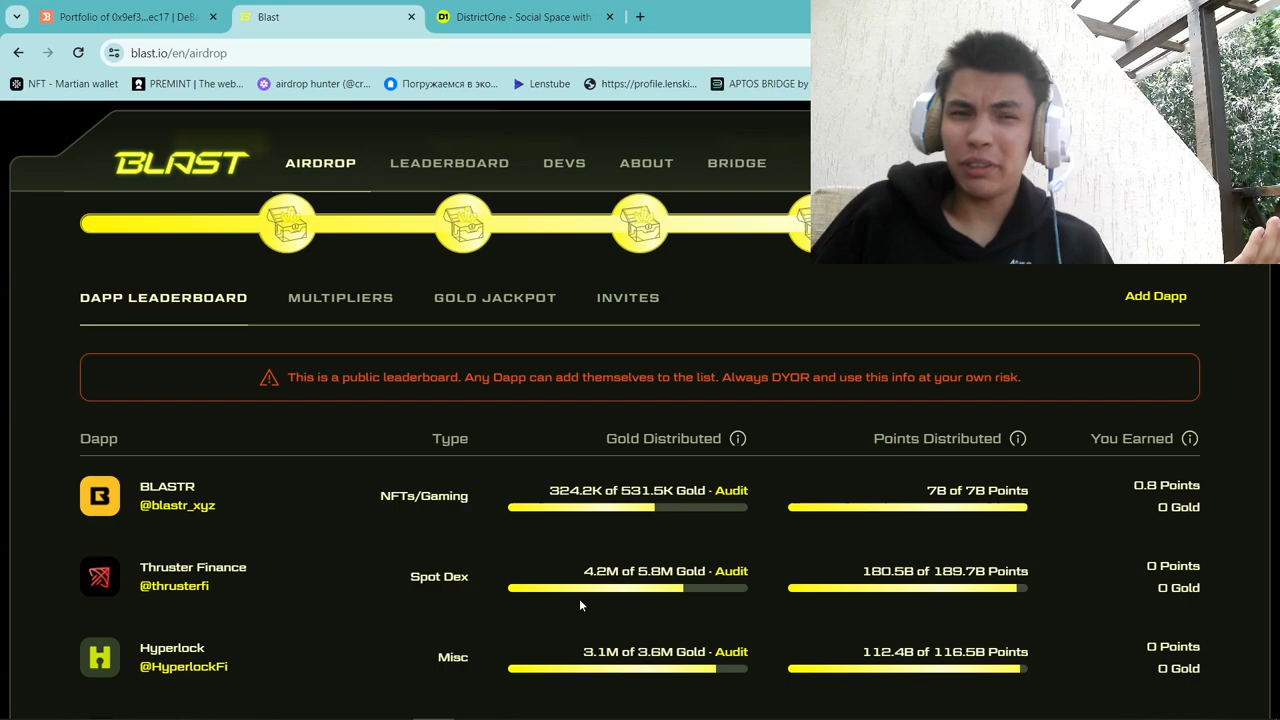 Portfolio of 0x9ef3...ec17 | DeBa
Blast
D1 DistrictOne - Social Space with
blast.io/en/airdrop
NFT - Martian wallet
PREMINT | The web...
airdrop hunter (@cr...
Погружаемся в эко...
Lenstube
https://profile.lenski...
APTOS BRIDGE by
BLAST
AIRDROP
LEADERBOARD
DEVS
ABOUT
BRIDGE
DAPP LEADERBOARD
MULTIPLIERS
GOLD JACKPOT
INVITES
Add Dapp
This is a public leaderboard. Any Dapp can add themselves to the list. Always DYOR and use this info at your own risk.
Dapp Type Gold Distributed Points Distributed You Earned
BLASTR
@blastr_xyz
NFTs/Gaming
324.2K of 531.5K Gold · Audit
7B of 7B Points
0.8 Points
0 Gold
Thruster Finance
@thrusterfi
Spot Dex
4.2M of 5.8M Gold · Audit
180.5B of 189.7B Points
0 Points
0 Gold
Hyperlock
@HyperlockFi
Misc
3.1M of 3.6M Gold · Audit
112.4B of 116.5B Points
0 Points
0 Gold